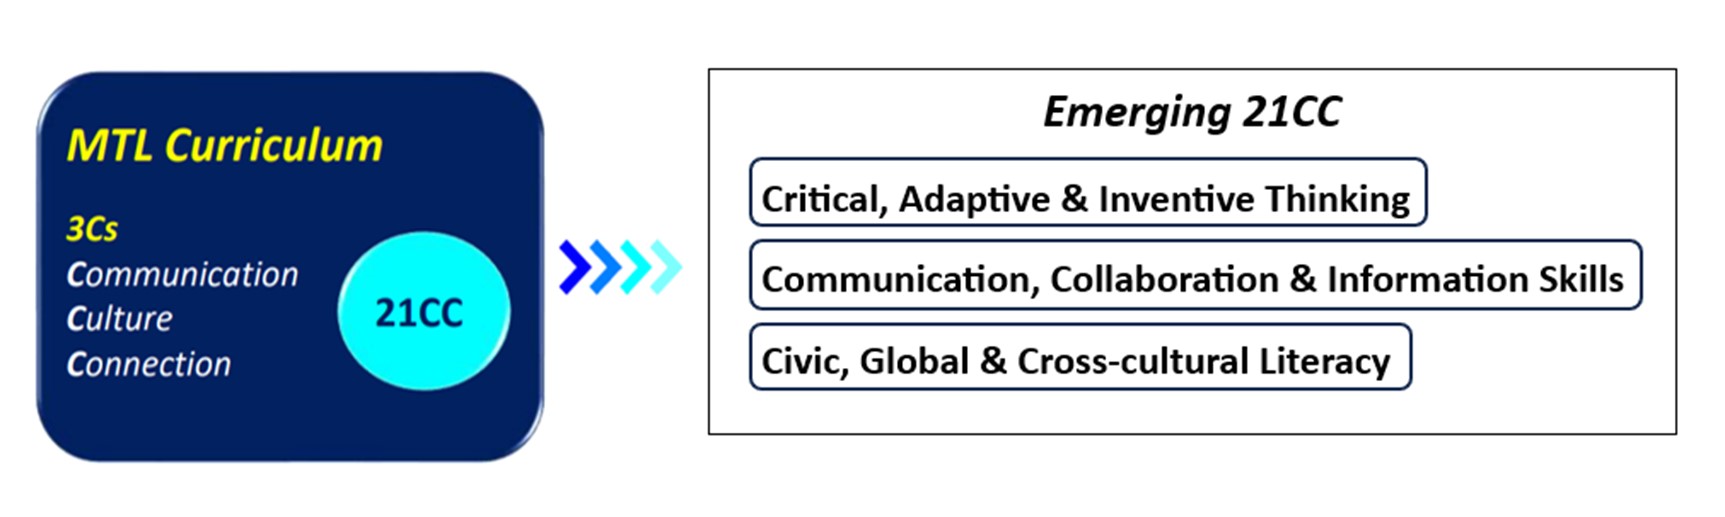 MTL Curriculum
3Cs
Communication
Culture
Connection
21CC
Emerging 21CC
Critical, Adaptive & Inventive Thinking
Communication, Collaboration & Information Skills
Civic, Global & Cross-cultural Literacy